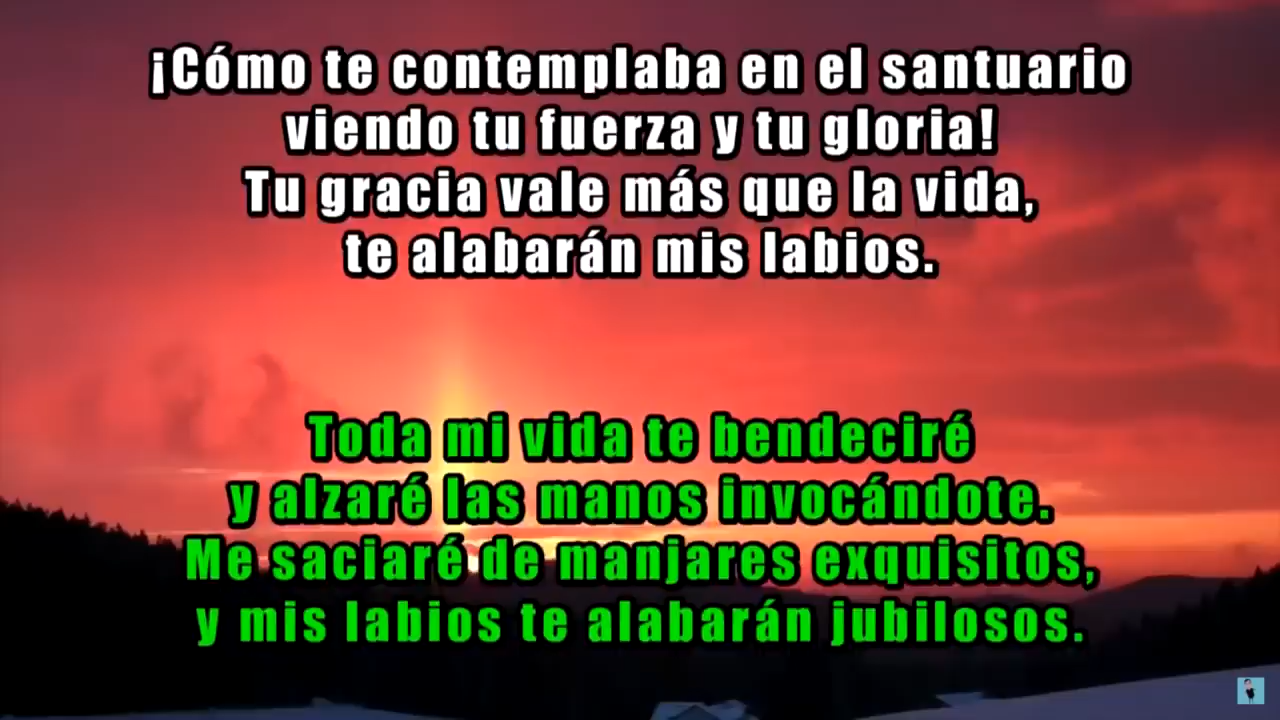 ¡Cómo te contemplaba en el santuario
viendo tu fuerza y tu gloria!
Tu gracia vale más que la vida,
te alabarán mis labios.
Toda mi vida te bendeciré
y alzaré las manos invocándote.
Me saciaré de manjares exquisitos,
y mis labios te alabarán jubilosos.